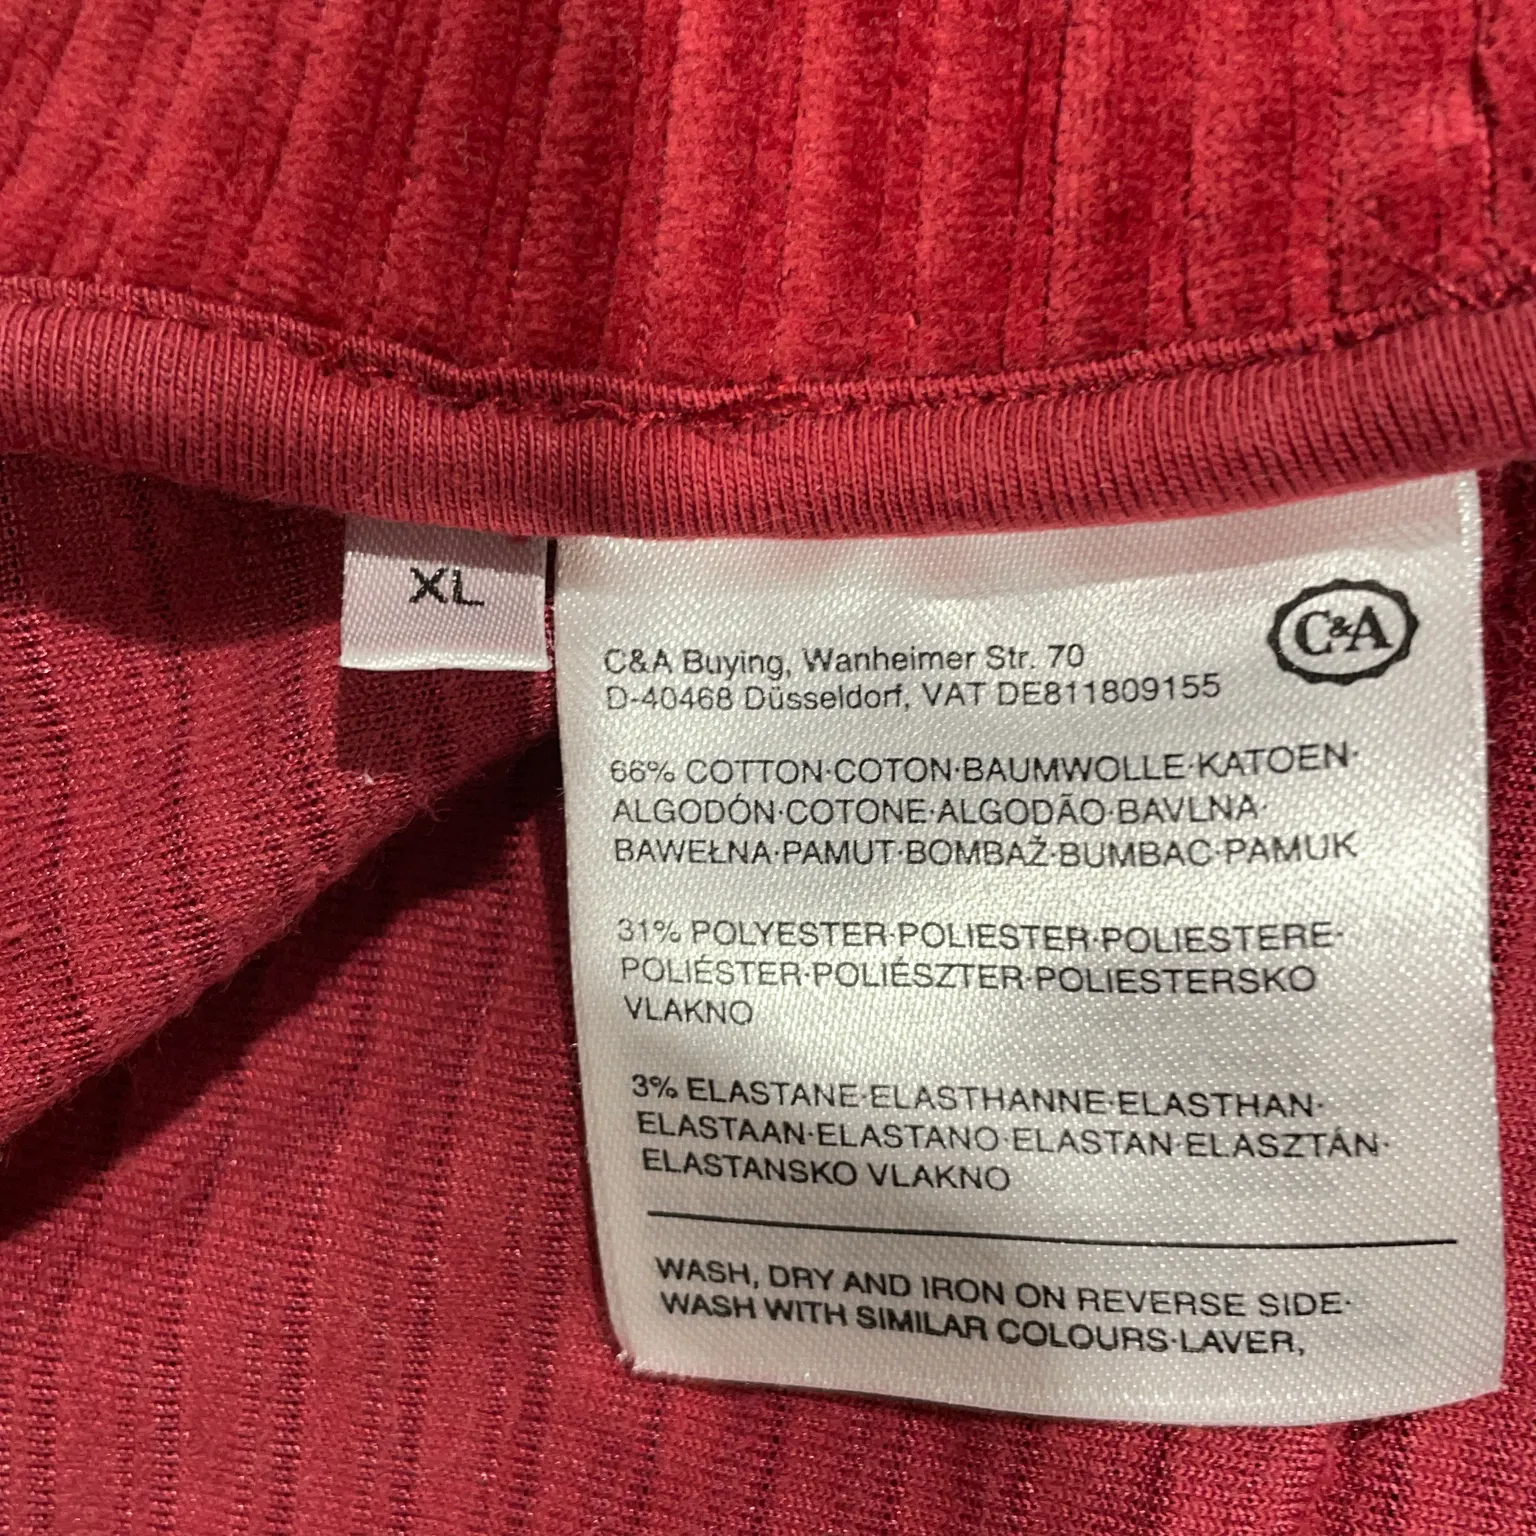 XL
C&A
C&A Buying, Wanheimer Str. 70
D-40468 Düsseldorf, VAT DE811809155
66% COTTON·COTON·BAUMWOLLE·KATOEN·
ALGODÓN·COTONE·ALGODÃO·BAVLNA·
BAWEŁNA·PAMUT·BOMBAŽ·BUMBAC·PAMUK
31% POLYESTER·POLIESTER·POLIESTERE·
POLIÉSTER·POLIÉSZTER·POLIESTERSKO
VLAKNO
3% ELASTANE·ELASTHANNE·ELASTHAN·
ELASTAAN·ELASTANO·ELASTAN·ELASZTÁN·
ELASTANSKO VLAKNO
WASH, DRY AND IRON ON REVERSE SIDE·
WASH WITH SIMILAR COLOURS·LAVER,